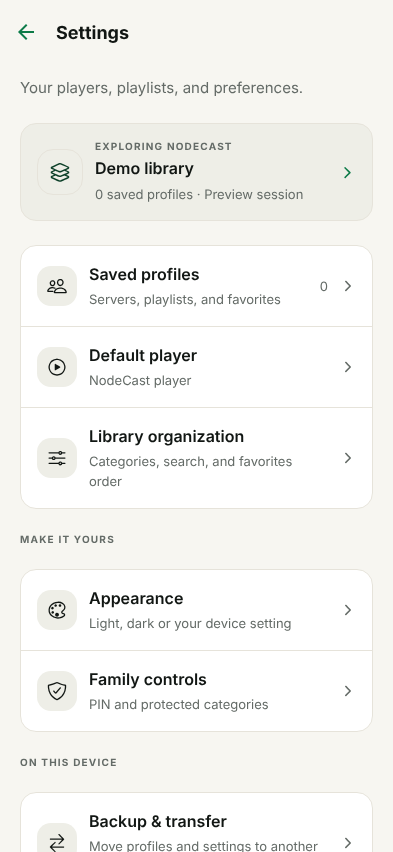 Settings
Your players, playlists, and preferences.
EXPLORING NODECAST
Demo library
0 saved profiles · Preview session
Saved profiles
Servers, playlists, and favorites
0
Default player
NodeCast player
Library organization
Categories, search, and favorites
order
MAKE IT YOURS
Appearance
Light, dark or your device setting
Family controls
PIN and protected categories
ON THIS DEVICE
Backup & transfer
Move profiles and settings to another